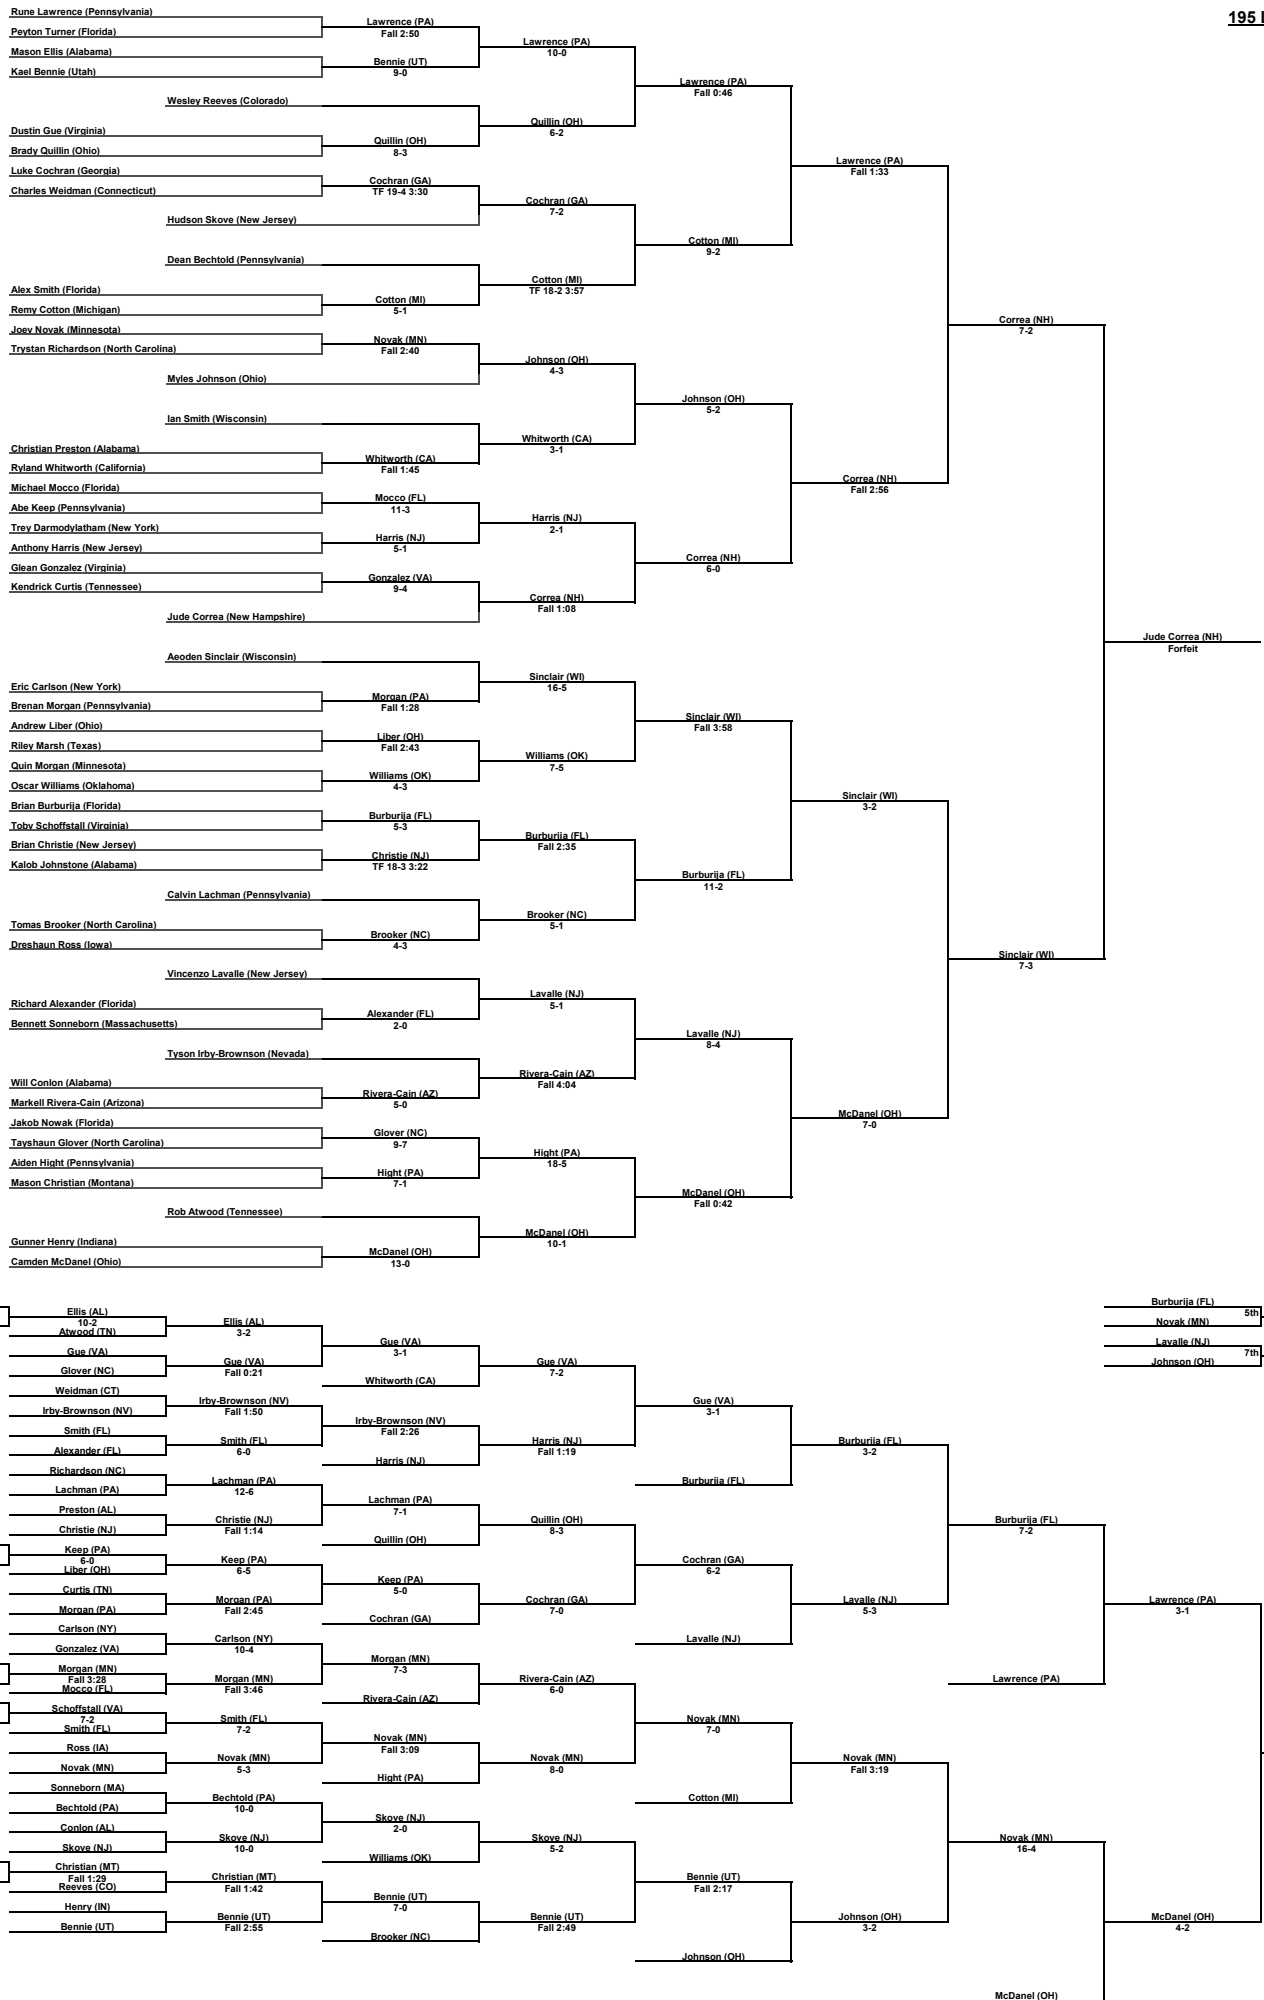 195 l
Rune Lawrence (Pennsylvania)
Peyton Turner (Florida)
Mason Ellis (Alabama)
Kael Bennie (Utah)
Wesley Reeves (Colorado)
Dustin Gue (Virginia)
Brady Quillin (Ohio)
Luke Cochran (Georgia)
Charles Weidman (Connecticut)
Hudson Skove (New Jersey)
Dean Bechtold (Pennsylvania)
Alex Smith (Florida)
Remy Cotton (Michigan)
Joey Novak (Minnesota)
Trystan Richardson (North Carolina)
Myles Johnson (Ohio)
Ian Smith (Wisconsin)
Christian Preston (Alabama)
Ryland Whitworth (California)
Michael Mocco (Florida)
Abe Keep (Pennsylvania)
Trey Darmodylatham (New York)
Anthony Harris (New Jersey)
Glean Gonzalez (Virginia)
Kendrick Curtis (Tennessee)
Jude Correa (New Hampshire)
Aeoden Sinclair (Wisconsin)
Eric Carlson (New York)
Brenan Morgan (Pennsylvania)
Andrew Liber (Ohio)
Riley Marsh (Texas)
Quin Morgan (Minnesota)
Oscar Williams (Oklahoma)
Brian Burburija (Florida)
Toby Schoffstall (Virginia)
Brian Christie (New Jersey)
Kalob Johnstone (Alabama)
Calvin Lachman (Pennsylvania)
Tomas Brooker (North Carolina)
Dreshaun Ross (Iowa)
Vincenzo Lavalle (New Jersey)
Richard Alexander (Florida)
Bennett Sonneborn (Massachusetts)
Tyson Irby-Brownson (Nevada)
Will Conlon (Alabama)
Markell Rivera-Cain (Arizona)
Jakob Nowak (Florida)
Tayshaun Glover (North Carolina)
Aiden Hight (Pennsylvania)
Mason Christian (Montana)
Rob Atwood (Tennessee)
Gunner Henry (Indiana)
Camden McDanel (Ohio)
Lawrence (PA)
Fall 2:50
Bennie (UT)
9-0
Quillin (OH)
8-3
Cochran (GA)
TF 19-4 3:30
Cotton (MI)
5-1
Novak (MN)
Fall 2:40
Whitworth (CA)
Fall 1:45
Mocco (FL)
11-3
Harris (NJ)
5-1
Gonzalez (VA)
9-4
Morgan (PA)
Fall 1:28
Liber (OH)
Fall 2:43
Williams (OK)
4-3
Burburija (FL)
5-3
Christie (NJ)
TF 18-3 3:22
Brooker (NC)
4-3
Alexander (FL)
2-0
Rivera-Cain (AZ)
5-0
Glover (NC)
9-7
Hight (PA)
7-1
McDanel (OH)
13-0
Lawrence (PA)
10-0
Quillin (OH)
6-2
Cochran (GA)
7-2
Cotton (MI)
TF 18-2 3:57
Johnson (OH)
4-3
Whitworth (CA)
3-1
Harris (NJ)
2-1
Correa (NH)
Fall 1:08
Sinclair (WI)
16-5
Williams (OK)
7-5
Burburija (FL)
Fall 2:35
Brooker (NC)
5-1
Lavalle (NJ)
5-1
Rivera-Cain (AZ)
Fall 4:04
Hight (PA)
18-5
McDanel (OH)
10-1
Lawrence (PA)
Fall 0:46
Cotton (MI)
9-2
Johnson (OH)
5-2
Correa (NH)
6-0
Sinclair (WI)
Fall 3:58
Burburija (FL)
11-2
Lavalle (NJ)
8-4
McDanel (OH)
Fall 0:42
Lawrence (PA)
Fall 1:33
Correa (NH)
Fall 2:56
Sinclair (WI)
3-2
McDanel (OH)
7-0
Correa (NH)
7-2
Sinclair (WI)
7-3
Jude Correa (NH)
Forfeit
Ellis (AL)
10-2
Atwood (TN)
Gue (VA)
Glover (NC)
Weidman (CT)
Irby-Brownson (NV)
Smith (FL)
Alexander (FL)
Richardson (NC)
Lachman (PA)
Preston (AL)
Christie (NJ)
Keep (PA)
6-0
Liber (OH)
Curtis (TN)
Morgan (PA)
Carlson (NY)
Gonzalez (VA)
Morgan (MN)
Fall 3:28
Mocco (FL)
Schoffstall (VA)
7-2
Smith (FL)
Ross (IA)
Novak (MN)
Sonneborn (MA)
Bechtold (PA)
Conlon (AL)
Skove (NJ)
Christian (MT)
Fall 1:29
Reeves (CO)
Henry (IN)
Bennie (UT)
Ellis (AL)
3-2
Gue (VA)
Fall 0:21
Irby-Brownson (NV)
Fall 1:50
Smith (FL)
6-0
Lachman (PA)
12-6
Christie (NJ)
Fall 1:14
Keep (PA)
6-5
Morgan (PA)
Fall 2:45
Carlson (NY)
10-4
Morgan (MN)
Fall 3:46
Smith (FL)
7-2
Novak (MN)
5-3
Bechtold (PA)
10-0
Skove (NJ)
10-0
Christian (MT)
Fall 1:42
Bennie (UT)
Fall 2:55
Gue (VA)
3-1
Whitworth (CA)
Irby-Brownson (NV)
Fall 2:26
Harris (NJ)
Lachman (PA)
7-1
Quillin (OH)
Keep (PA)
5-0
Cochran (GA)
Morgan (MN)
7-3
Rivera-Cain (AZ)
Novak (MN)
Fall 3:09
Hight (PA)
Skove (NJ)
2-0
Williams (OK)
Bennie (UT)
7-0
Brooker (NC)
Gue (VA)
7-2
Harris (NJ)
Fall 1:19
Quillin (OH)
8-3
Cochran (GA)
7-0
Rivera-Cain (AZ)
6-0
Novak (MN)
8-0
Skove (NJ)
5-2
Bennie (UT)
Fall 2:49
Gue (VA)
3-1
Burburija (FL)
Cochran (GA)
6-2
Lavalle (NJ)
Novak (MN)
7-0
Cotton (MI)
Bennie (UT)
Fall 2:17
Johnson (OH)
Burburija (FL)
3-2
Lavalle (NJ)
5-3
Novak (MN)
Fall 3:19
Johnson (OH)
3-2
Burburija (FL)
7-2
Lawrence (PA)
Novak (MN)
16-4
McDanel (OH)
Burburija (FL)
5th
Novak (MN)
Lavalle (NJ)
7th
Johnson (OH)
Lawrence (PA)
3-1
McDanel (OH)
4-2